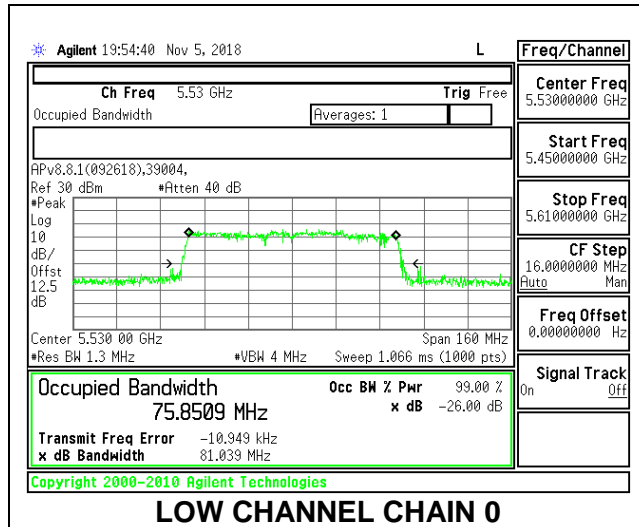 Agilent 19:54:40 Nov 5, 2018 L
Freq/Channel
Ch Freq 5.53 GHz Trig Free
Occupied Bandwidth Averages: 1
APv8.8.1(092618),39004,
Ref 30 dBm #Atten 40 dB
#Peak
Log
10
dB/
Offst
12.5
dB
Center 5.530 00 GHz Span 160 MHz
#Res BW 1.3 MHz #VBW 4 MHz Sweep 1.066 ms (1000 pts)
Occupied Bandwidth Occ BW % Pwr 99.00 %
75.8509 MHz x dB -26.00 dB
Transmit Freq Error -10.949 kHz
x dB Bandwidth 81.039 MHz
Copyright 2000-2010 Agilent Technologies
Center Freq
5.53000000 GHz
Start Freq
5.45000000 GHz
Stop Freq
5.61000000 GHz
CF Step
16.0000000 MHz
Auto Man
Freq Offset
0.00000000 Hz
Signal Track
On Off
LOW CHANNEL CHAIN 0